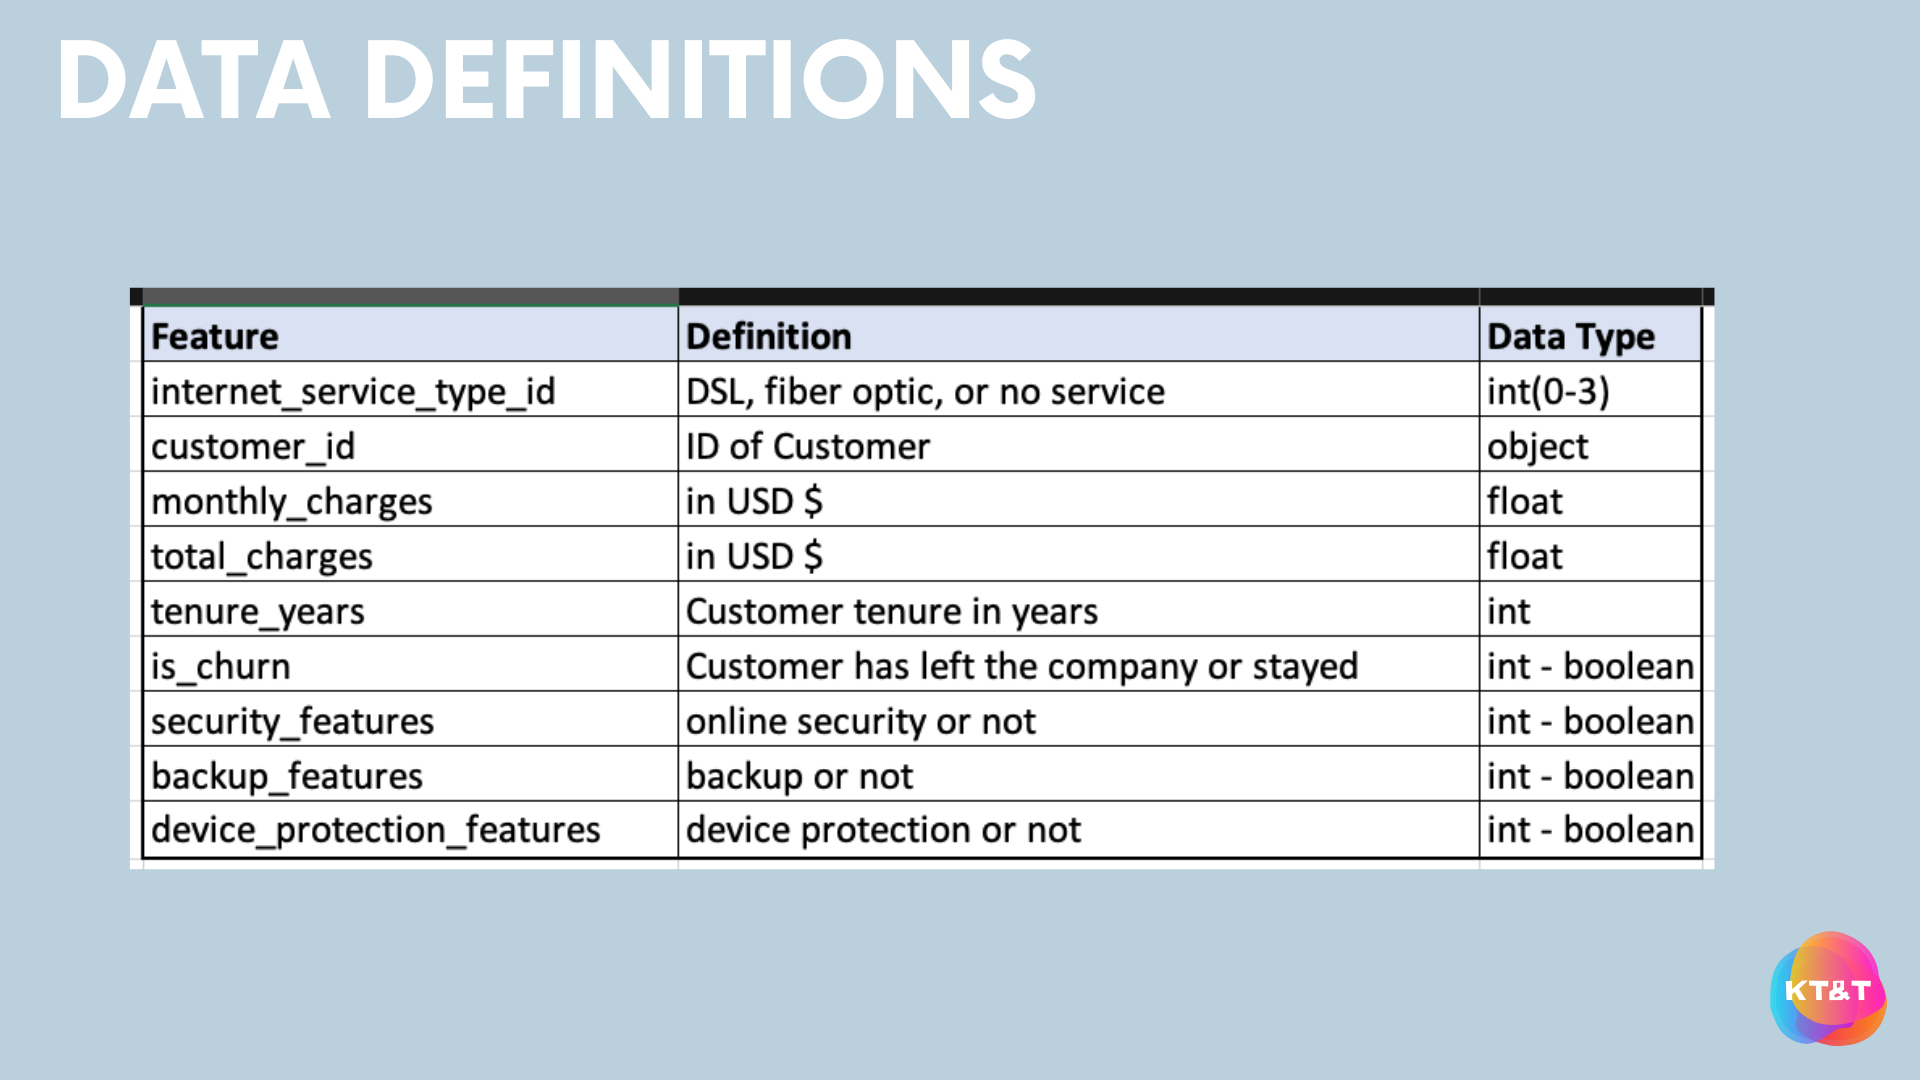 DATA DEFINITIONS
Feature Definition Data Type
internet_service_type_id DSL, fiber optic, or no service int(0-3)
customer_id ID of Customer object
monthly_charges in USD $ float
total_charges in USD $ float
tenure_years Customer tenure in years int
is_churn Customer has left the company or stayed int - boolean
security_features online security or not int - boolean
backup_features backup or not int - boolean
device_protection_features device protection or not int - boolean
KT&T